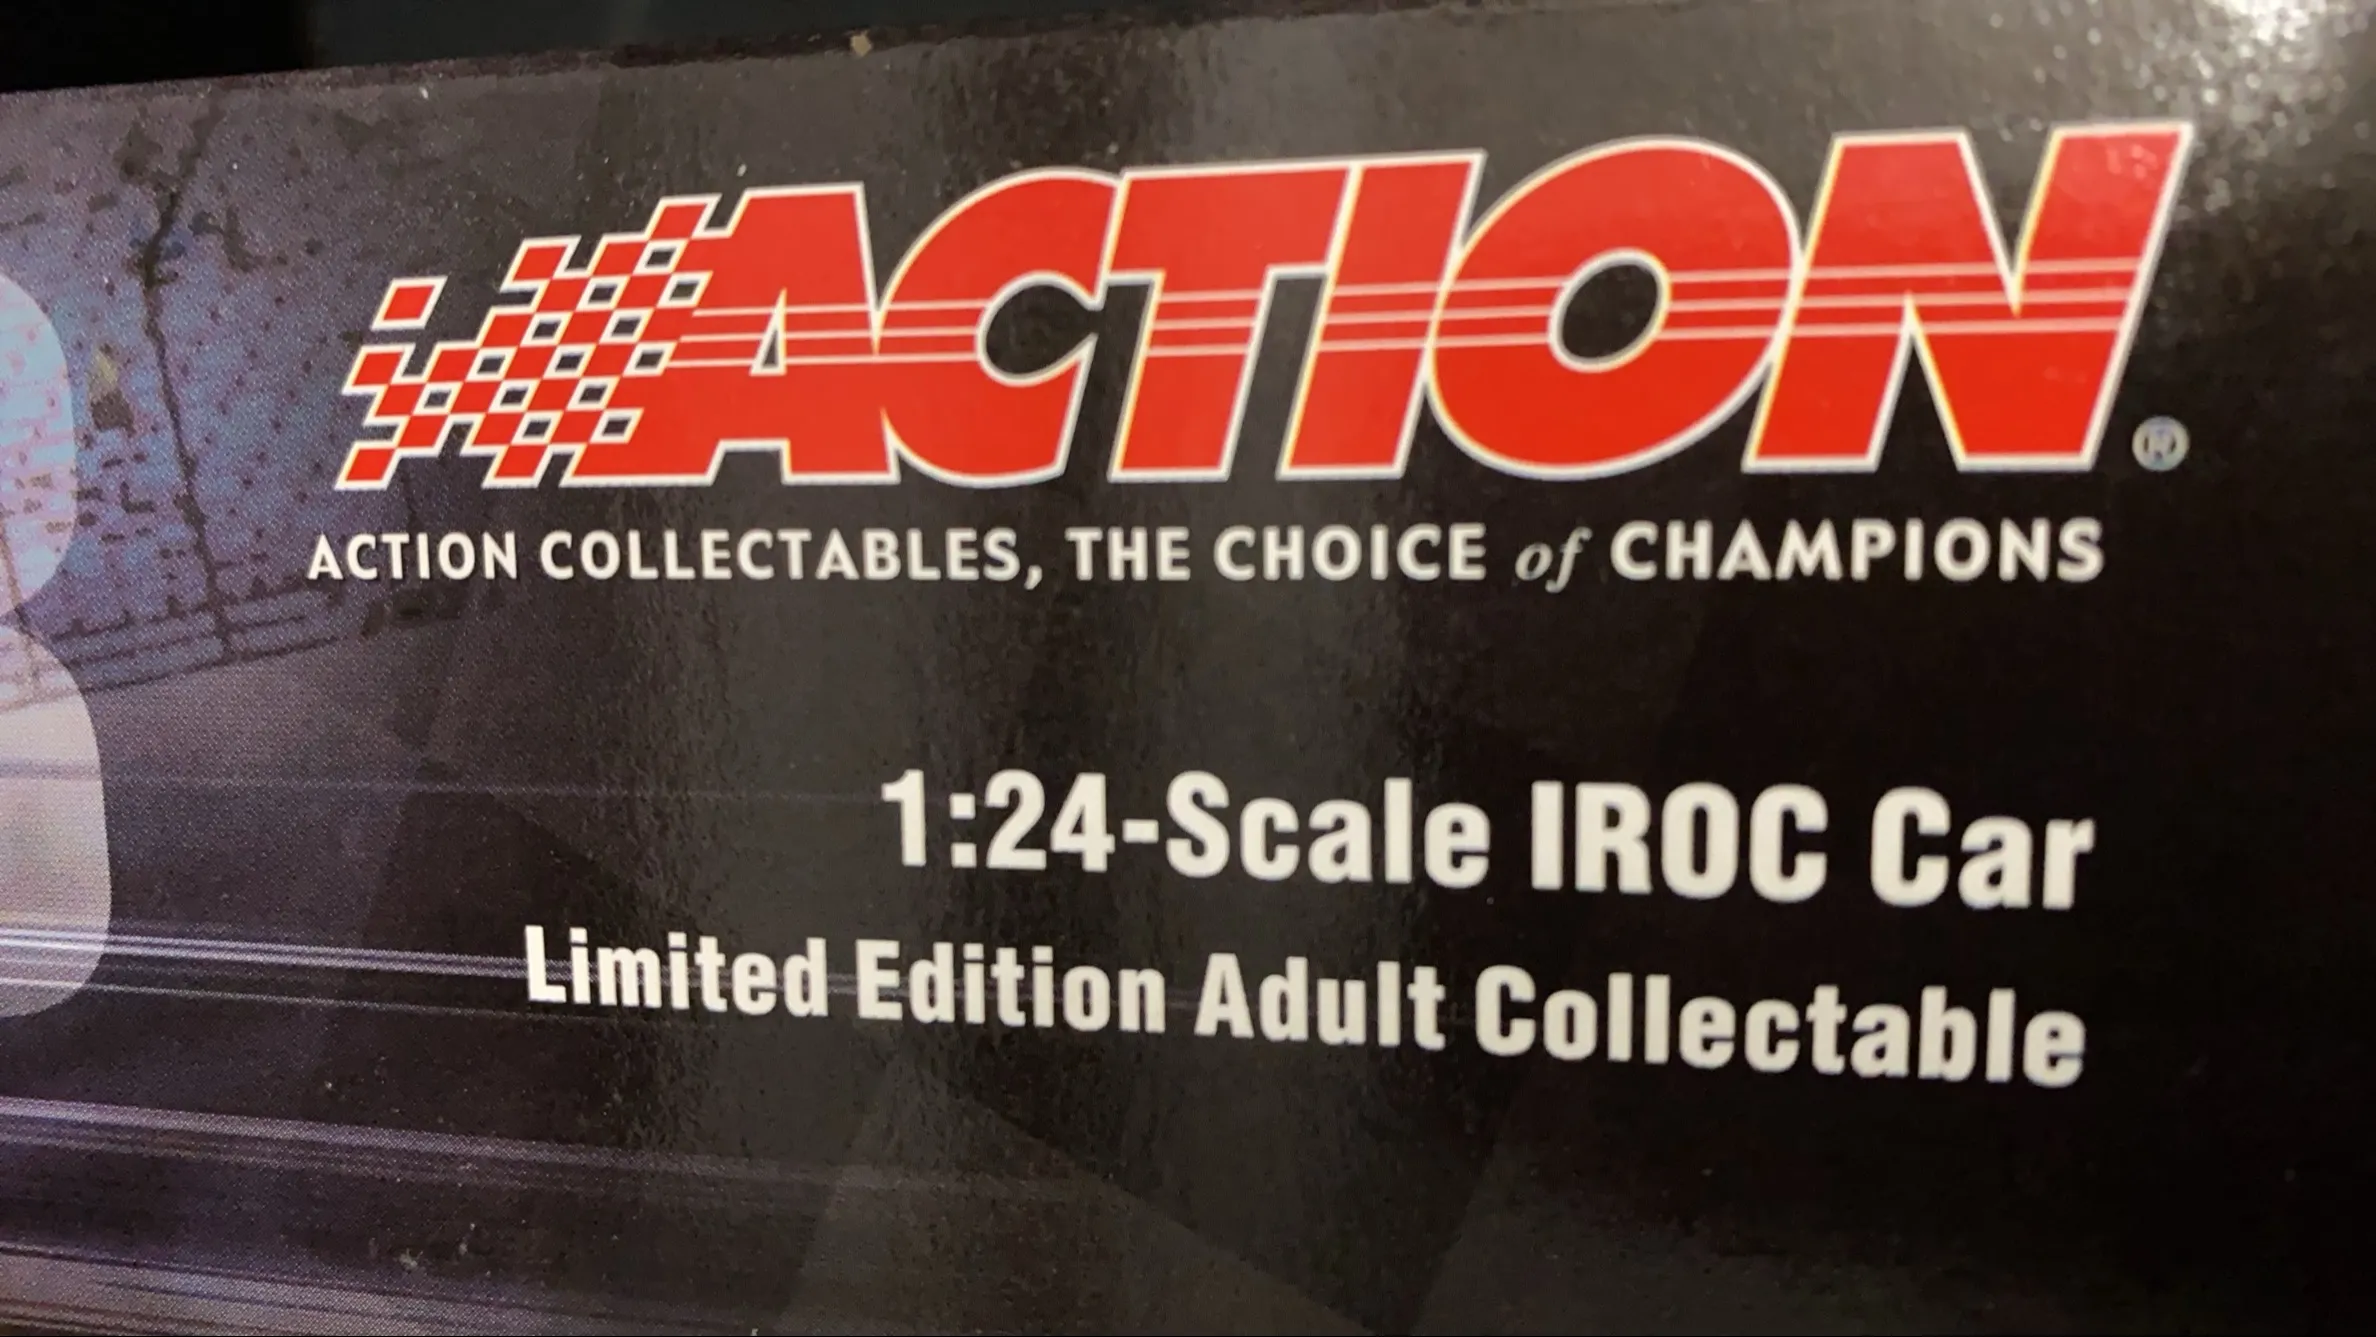 ACTION®
ACTION COLLECTABLES, THE CHOICE of CHAMPIONS
1:24-Scale IROC Car
Limited Edition Adult Collectable